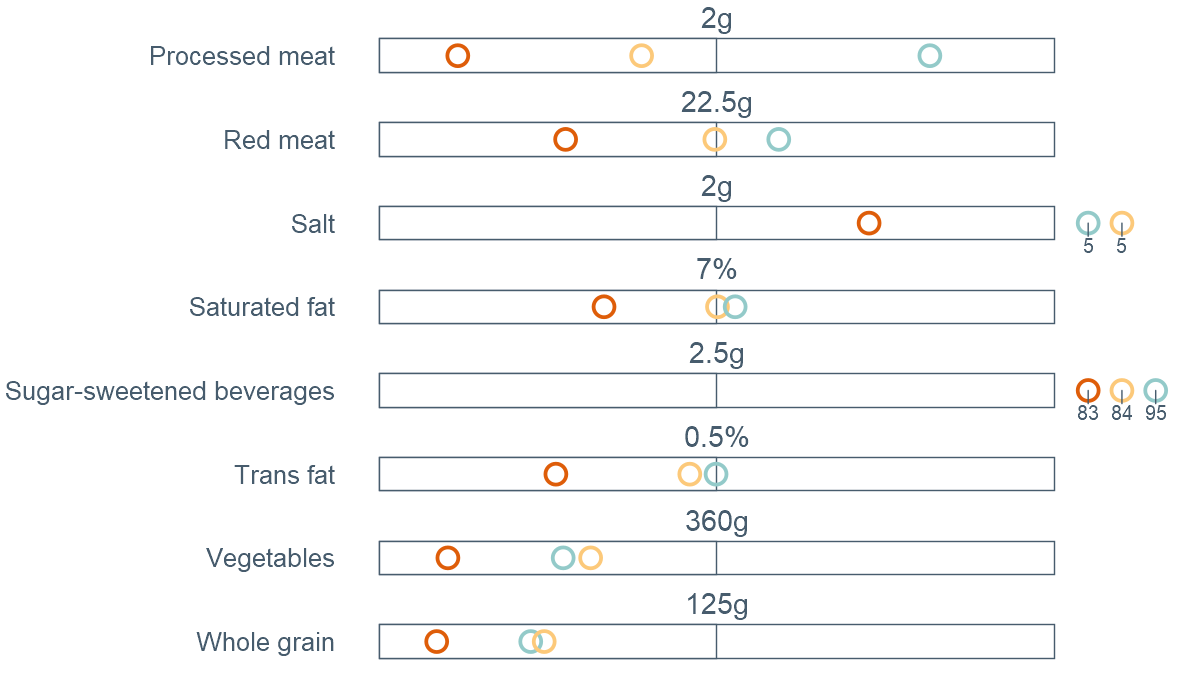 2g
Processed meat
22.5g
Red meat
2g
Salt
5 5
7%
Saturated fat
2.5g
Sugar-sweetened beverages
83 84 95
0.5%
Trans fat
360g
Vegetables
125g
Whole grain